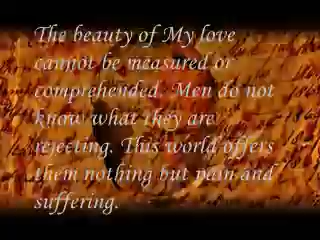 The beauty of My love
cannot be measured or
comprehended. Men do not
know what they are
rejecting. This world offers
them nothing but pain and
suffering.